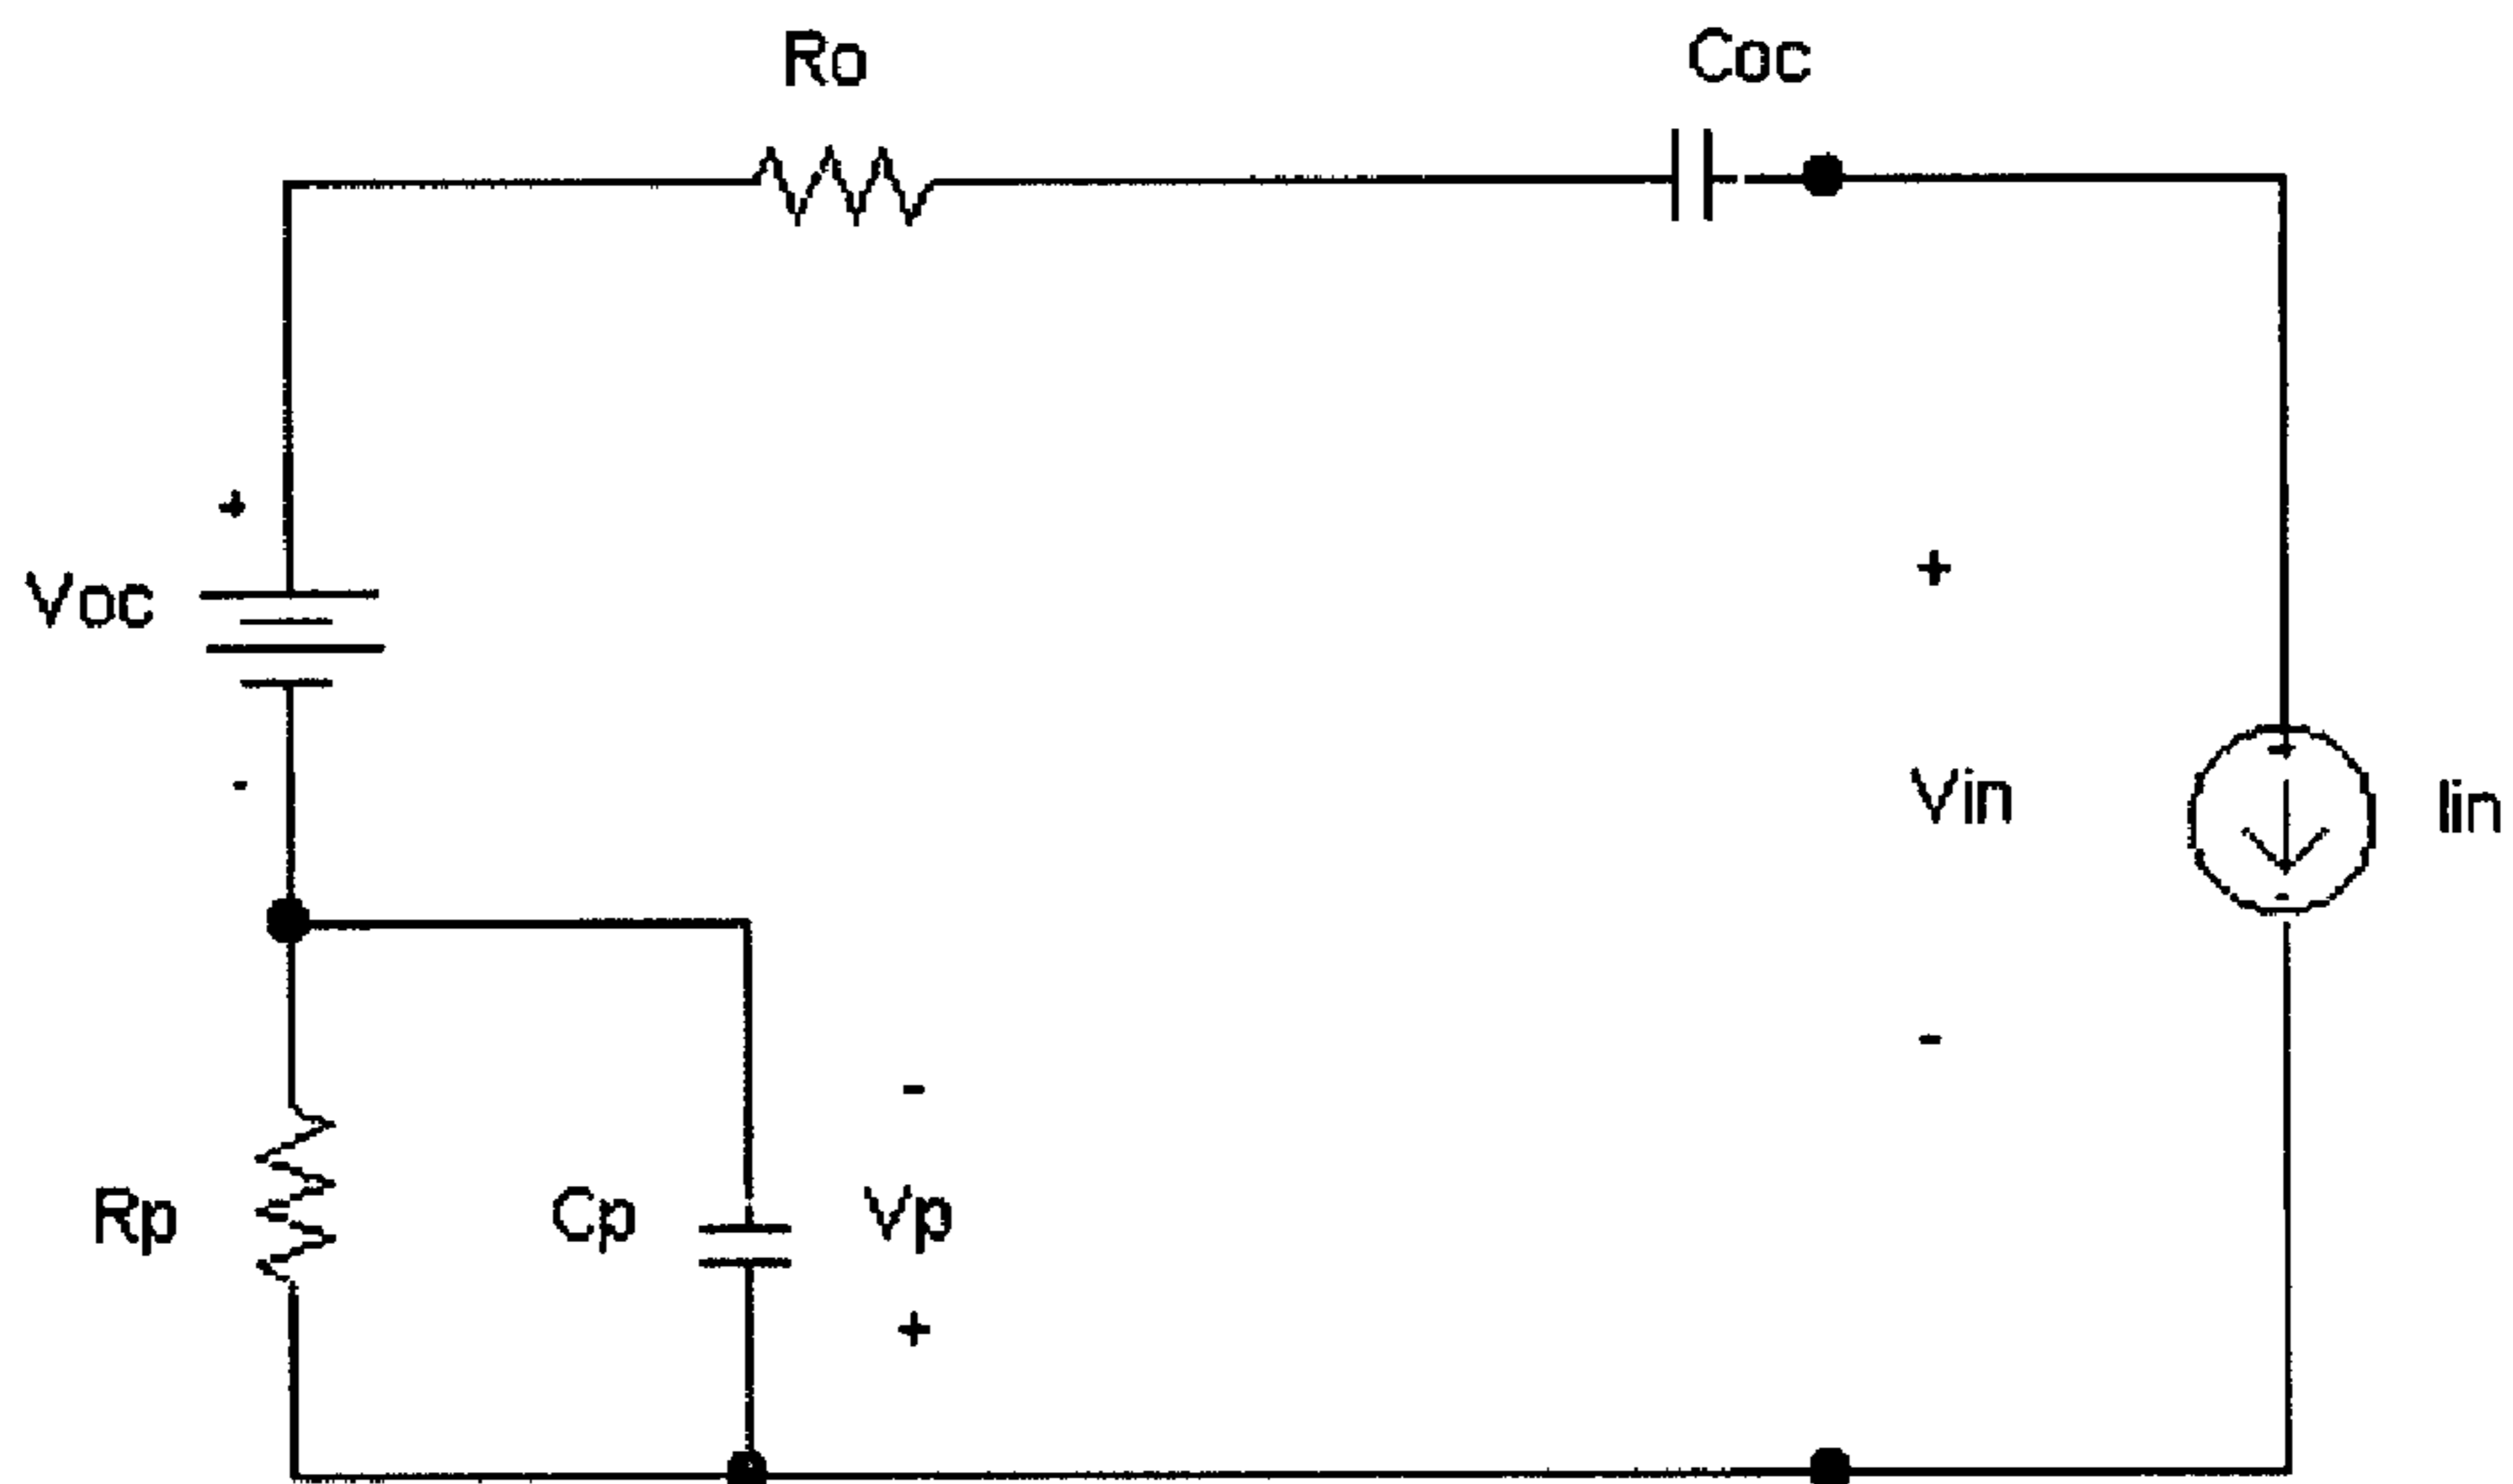 Ro
Coc
+
Voc
-
+
Vin
-
Iin
Rp
Cp
-
Vp
+